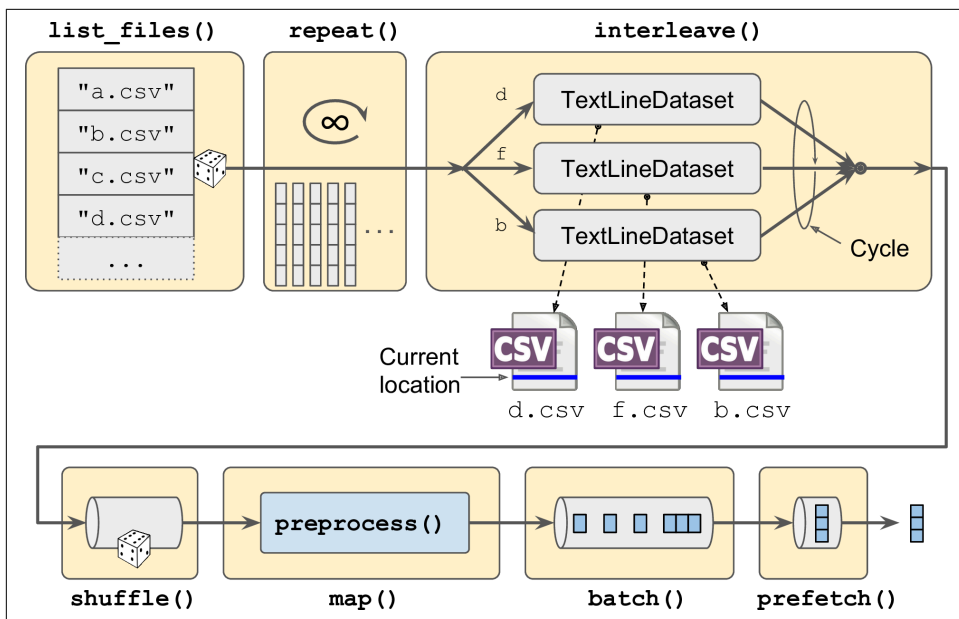 list_files()
repeat()
interleave()
"a.csv"
"b.csv"
"c.csv"
"d.csv"
...
∞
...
d
TextLineDataset
f
TextLineDataset
b
TextLineDataset
Cycle
Current
location
CSV
CSV
CSV
d.csv
f.csv
b.csv
preprocess()
shuffle()
map()
batch()
prefetch()